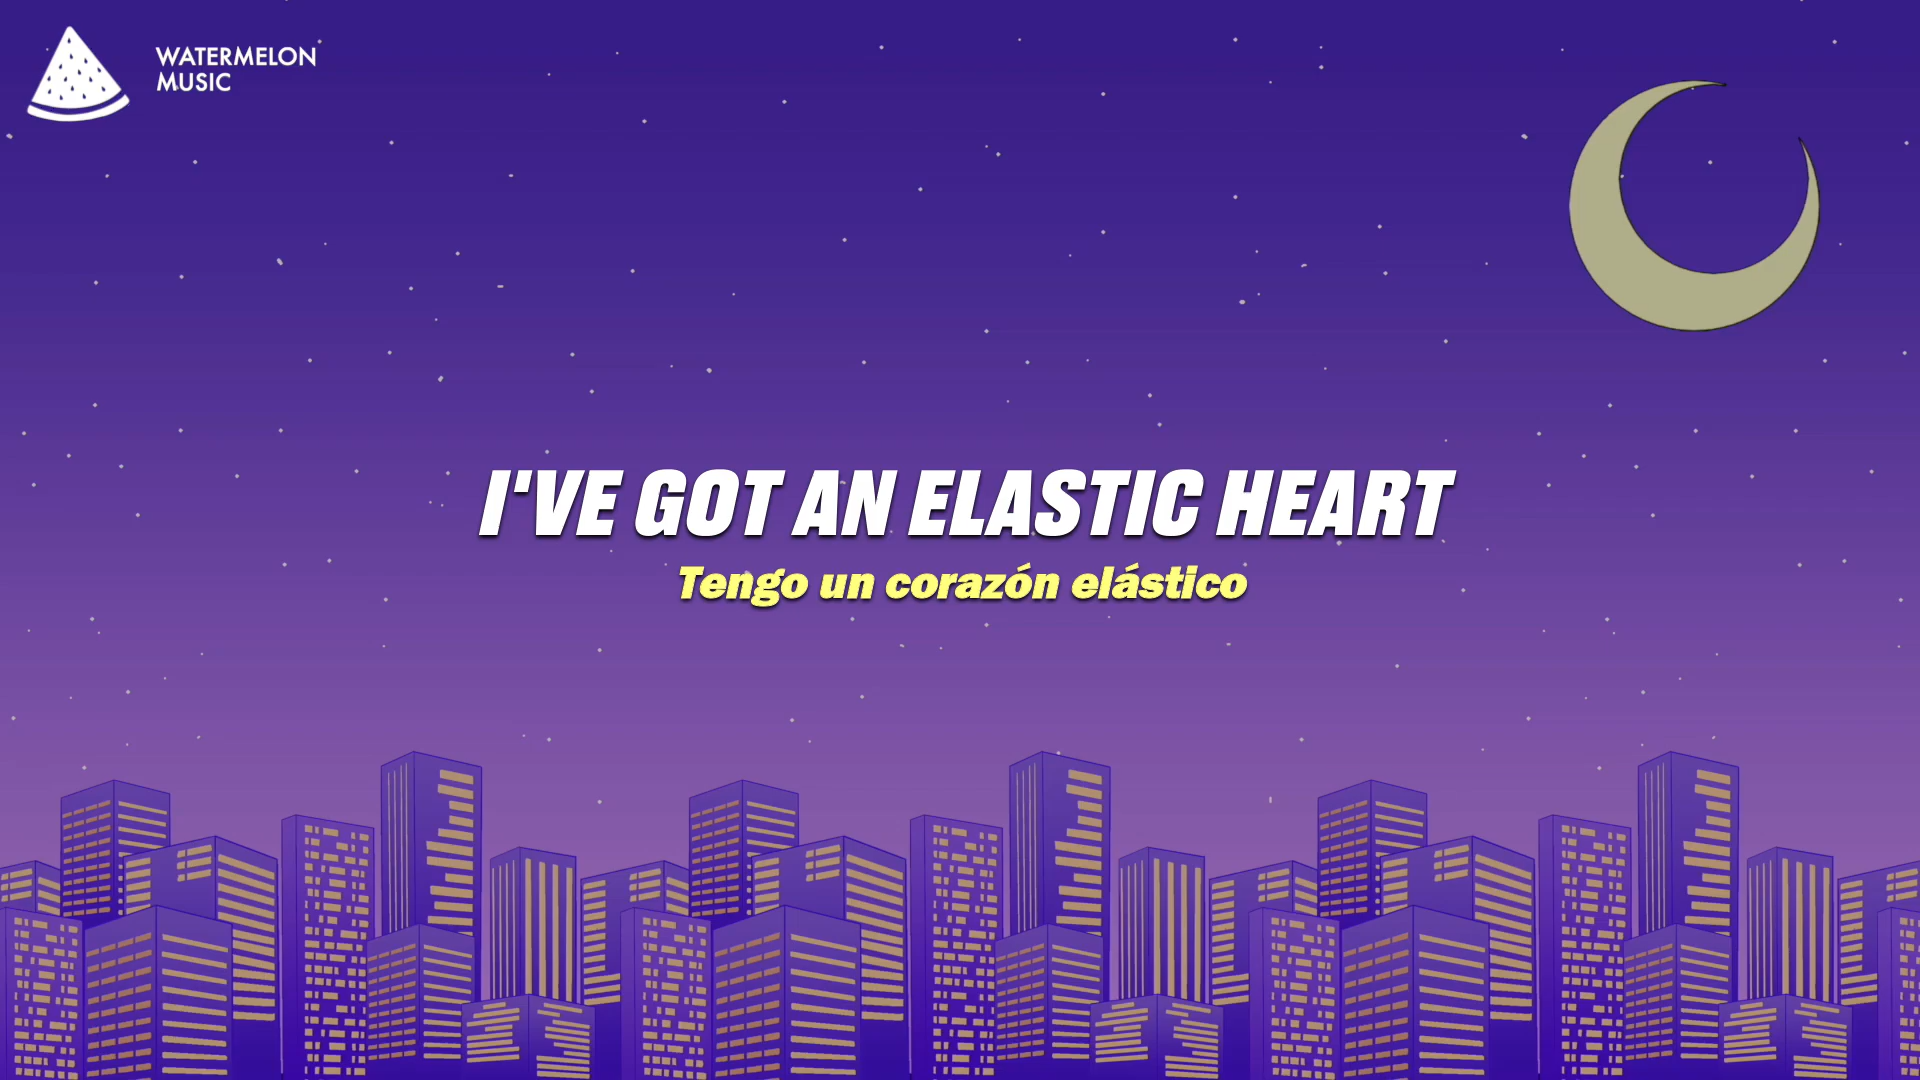 WATERMELON
MUSIC
I'VE GOT AN ELASTIC HEART
Tengo un corazón elástico